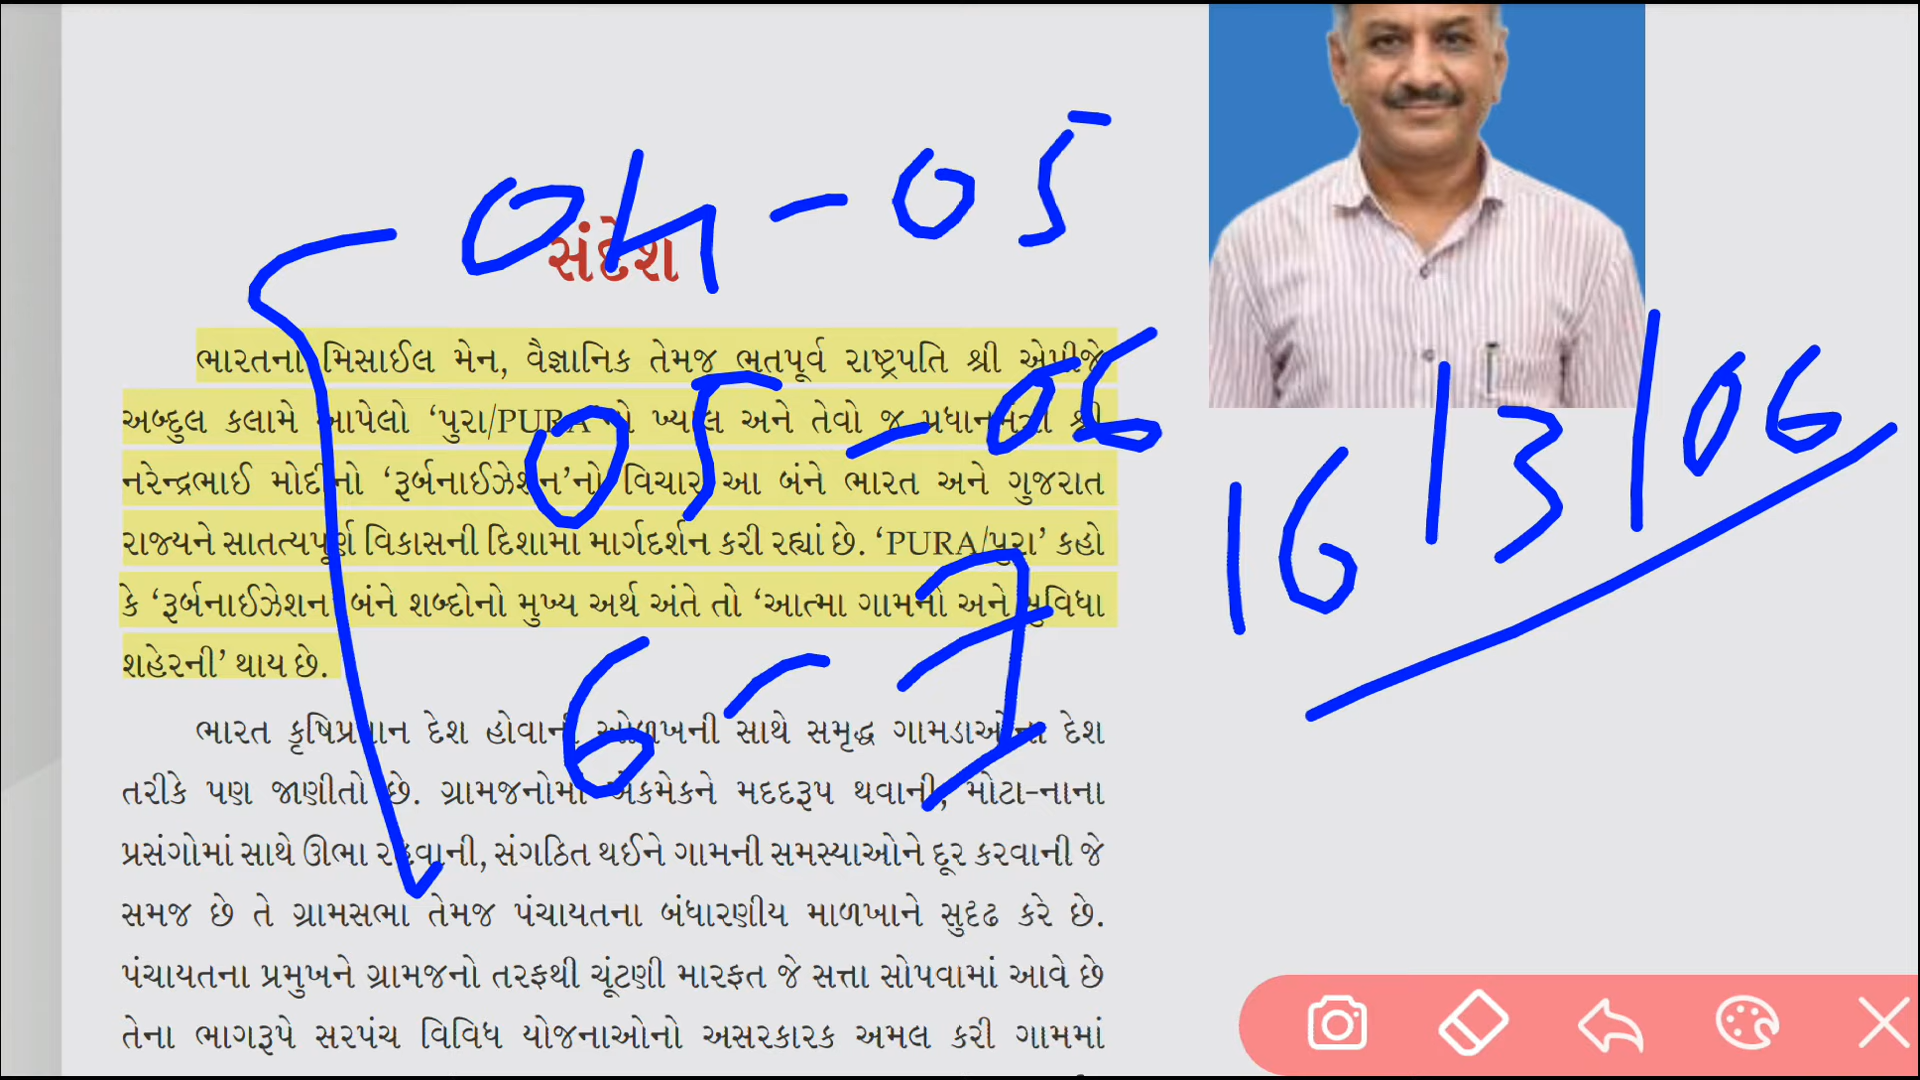 04 - 05
સંદેશ
ભારતના મિસાઈલ મેન, વૈજ્ઞાનિક તેમજ ભૂતપૂર્વ રાષ્ટ્રપતિ શ્રી એપીજે
અબ્દુલ કલામે આપેલો ‘પુરા/PURA’નો ખ્યાલ અને તેવો જ પ્રધાનમંત્રી શ્રી
05 - 06
16/3/06
નરેન્દ્રભાઈ મોદીનો ‘રૂર્બનાઈઝેશન’નો વિચાર આ બંને ભારત અને ગુજરાત
રાજ્યને સાતત્યપૂર્ણ વિકાસની દિશામાં માર્ગદર્શન કરી રહ્યાં છે. ‘PURA/પુરા’ કહો
કે ‘રૂર્બનાઈઝેશન’ બંને શબ્દોનો મુખ્ય અર્થ અંતે તો ‘આત્મા ગામનો અને સુવિધા
શહેરની’ થાય છે.
6 - 7
ભારત કૃષિપ્રધાન દેશ હોવાની ઓળખની સાથે સમૃદ્ધ ગામડાઓના દેશ
તરીકે પણ જાણીતો છે. ગ્રામજનોમાં એકમેકને મદદરૂપ થવાની, મોટા-નાના
પ્રસંગોમાં સાથે ઊભા રહેવાની, સંગઠિત થઈને ગામની સમસ્યાઓને દૂર કરવાની જે
સમજ છે તે ગ્રામસભા તેમજ પંચાયતના બંધારણીય માળખાને સુદૃઢ કરે છે.
પંચાયતના પ્રમુખને ગ્રામજનો તરફથી ચૂંટણી મારફત જે સત્તા સોપવામાં આવે છે
તેના ભાગરૂપે સરપંચ વિવિધ યોજનાઓનો અસરકારક અમલ કરી ગામમાં